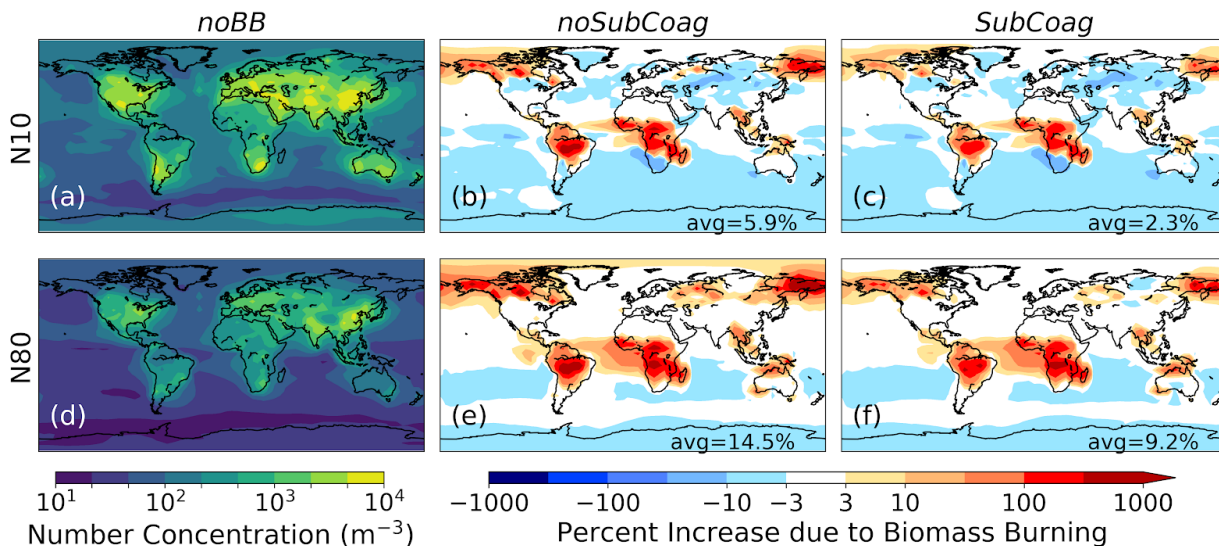 noBB
noSubCoag
SubCoag
N10
(a)
(b)
avg=5.9%
(c)
avg=2.3%
N80
(d)
(e)
avg=14.5%
(f)
avg=9.2%
10¹ 10² 10³ 10⁴
Number Concentration (m⁻³)
−1000 −100 −10 −3 3 10 100 1000
Percent Increase due to Biomass Burning